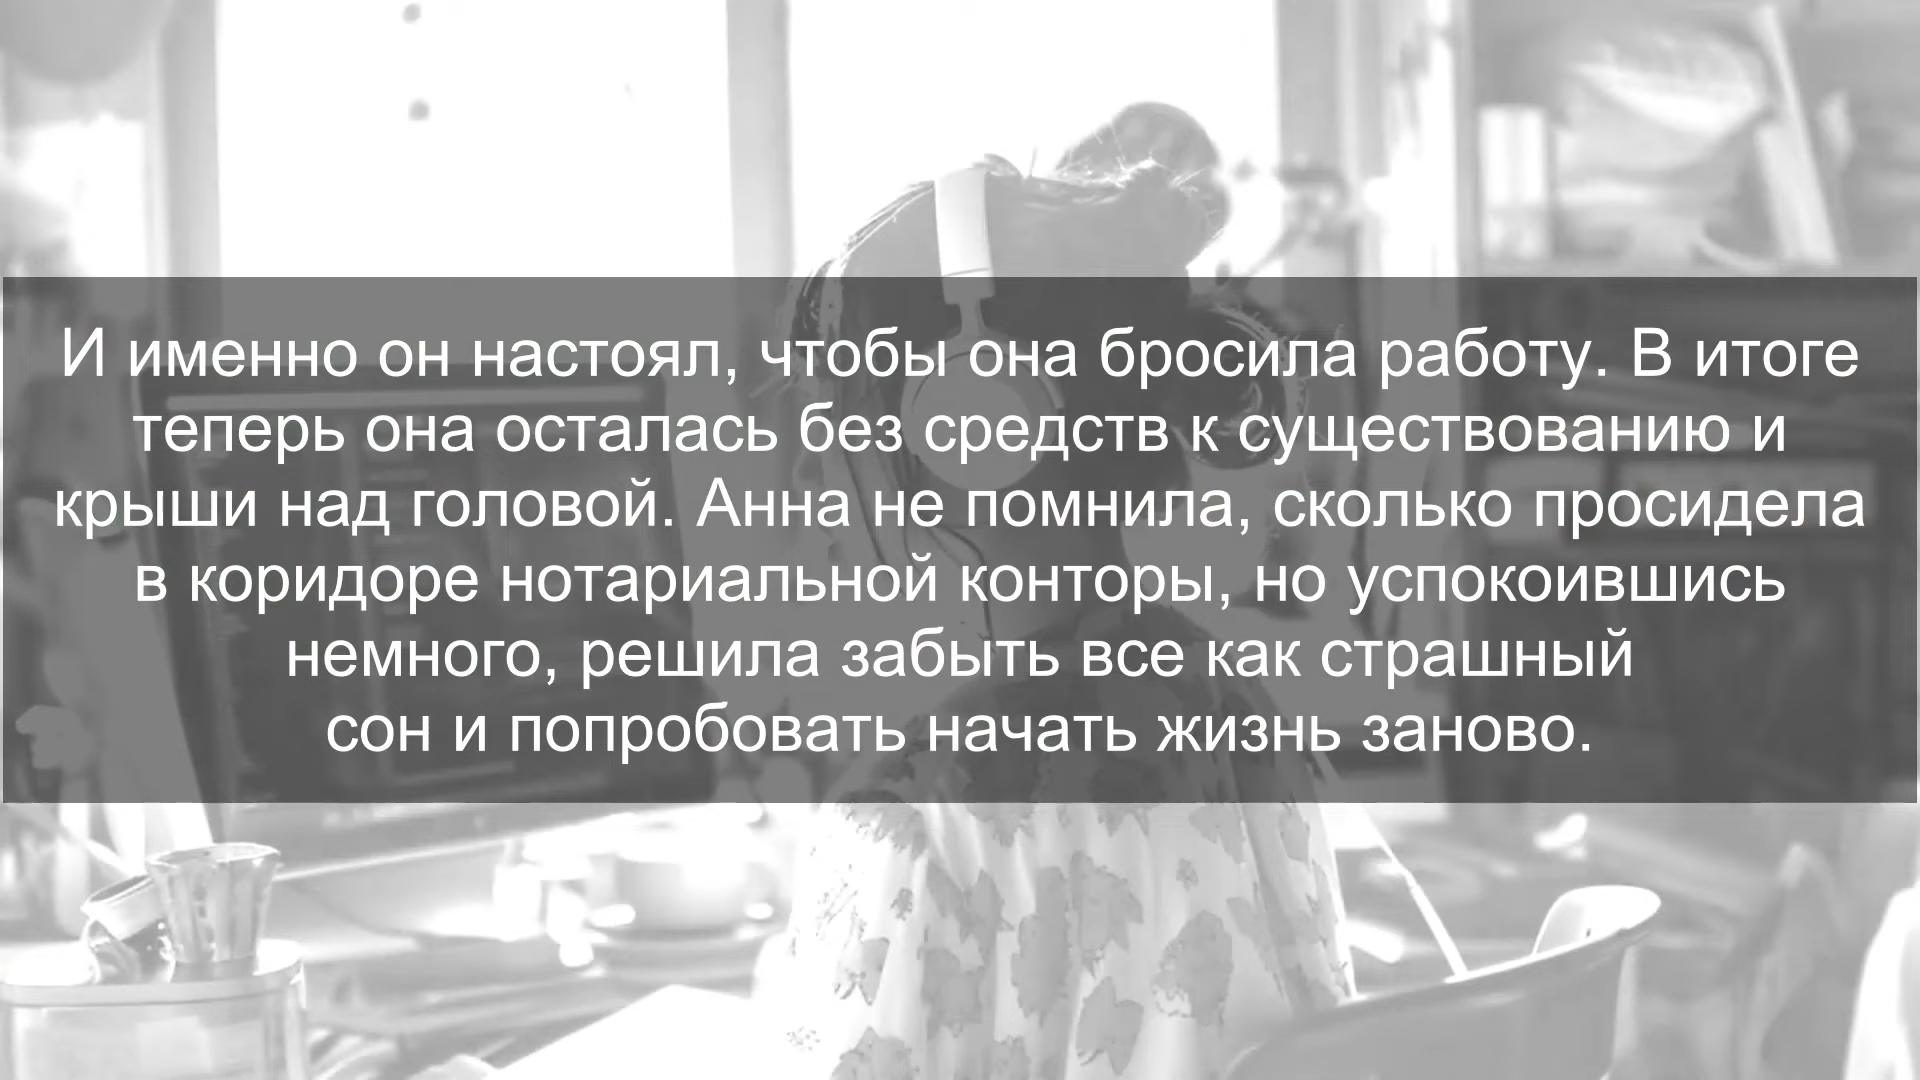 И именно он настоял, чтобы она бросила работу. В итоге
теперь она осталась без средств к существованию и
крыши над головой. Анна не помнила, сколько просидела
в коридоре нотариальной конторы, но успокоившись
немного, решила забыть все как страшный
сон и попробовать начать жизнь заново.